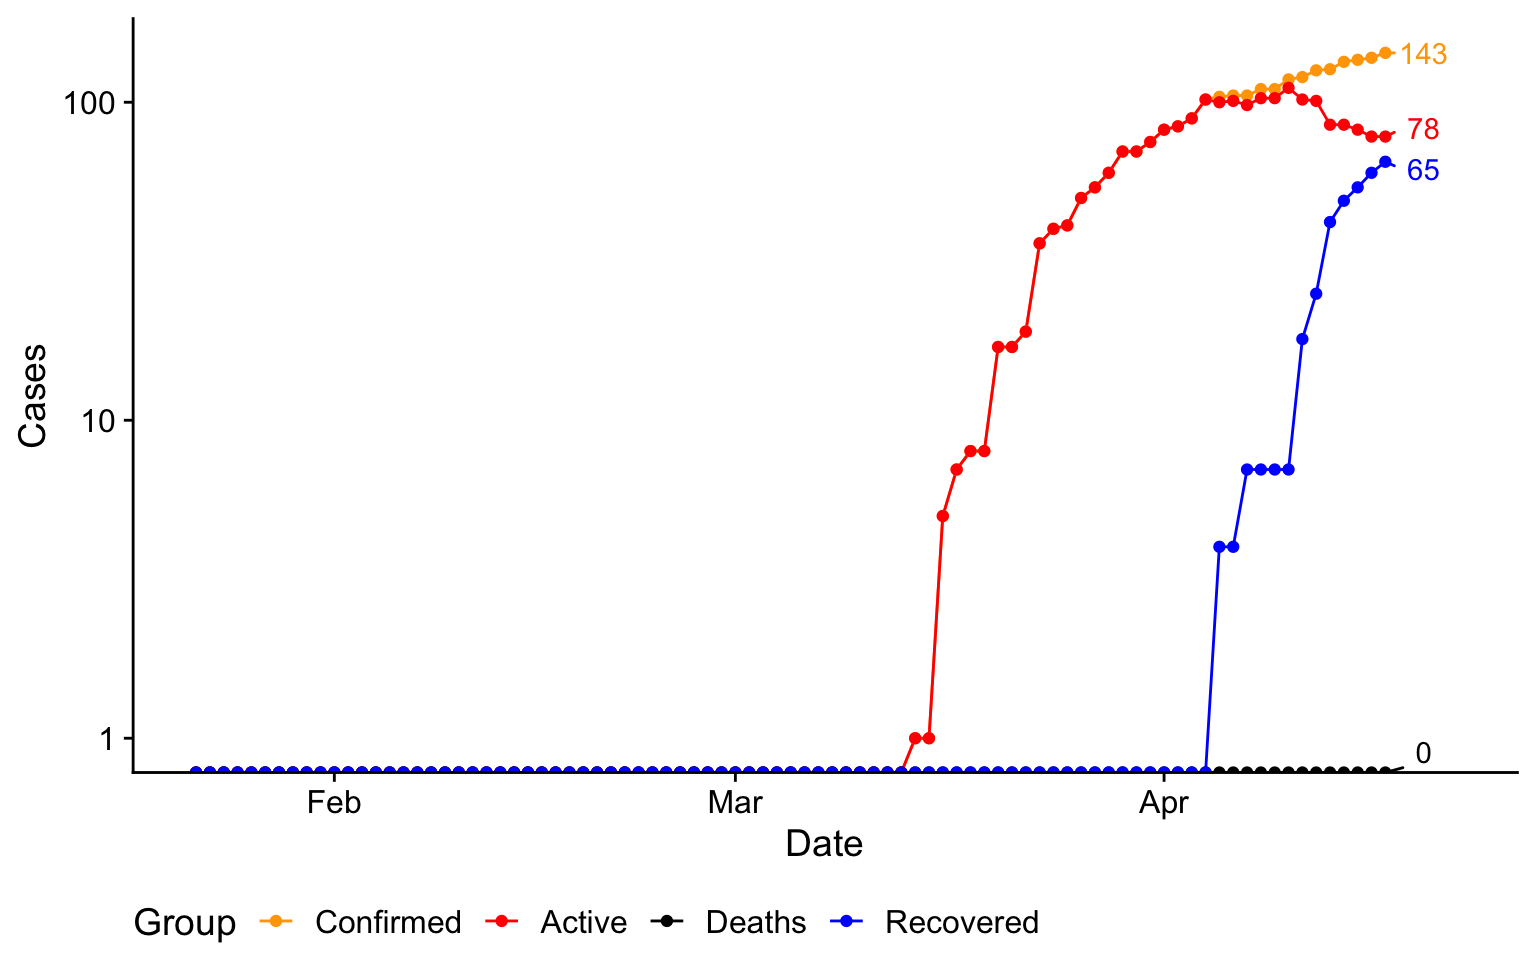 143
100
78
65
Cases
10
1
0
Feb Mar Apr
Date
Group Confirmed Active Deaths Recovered